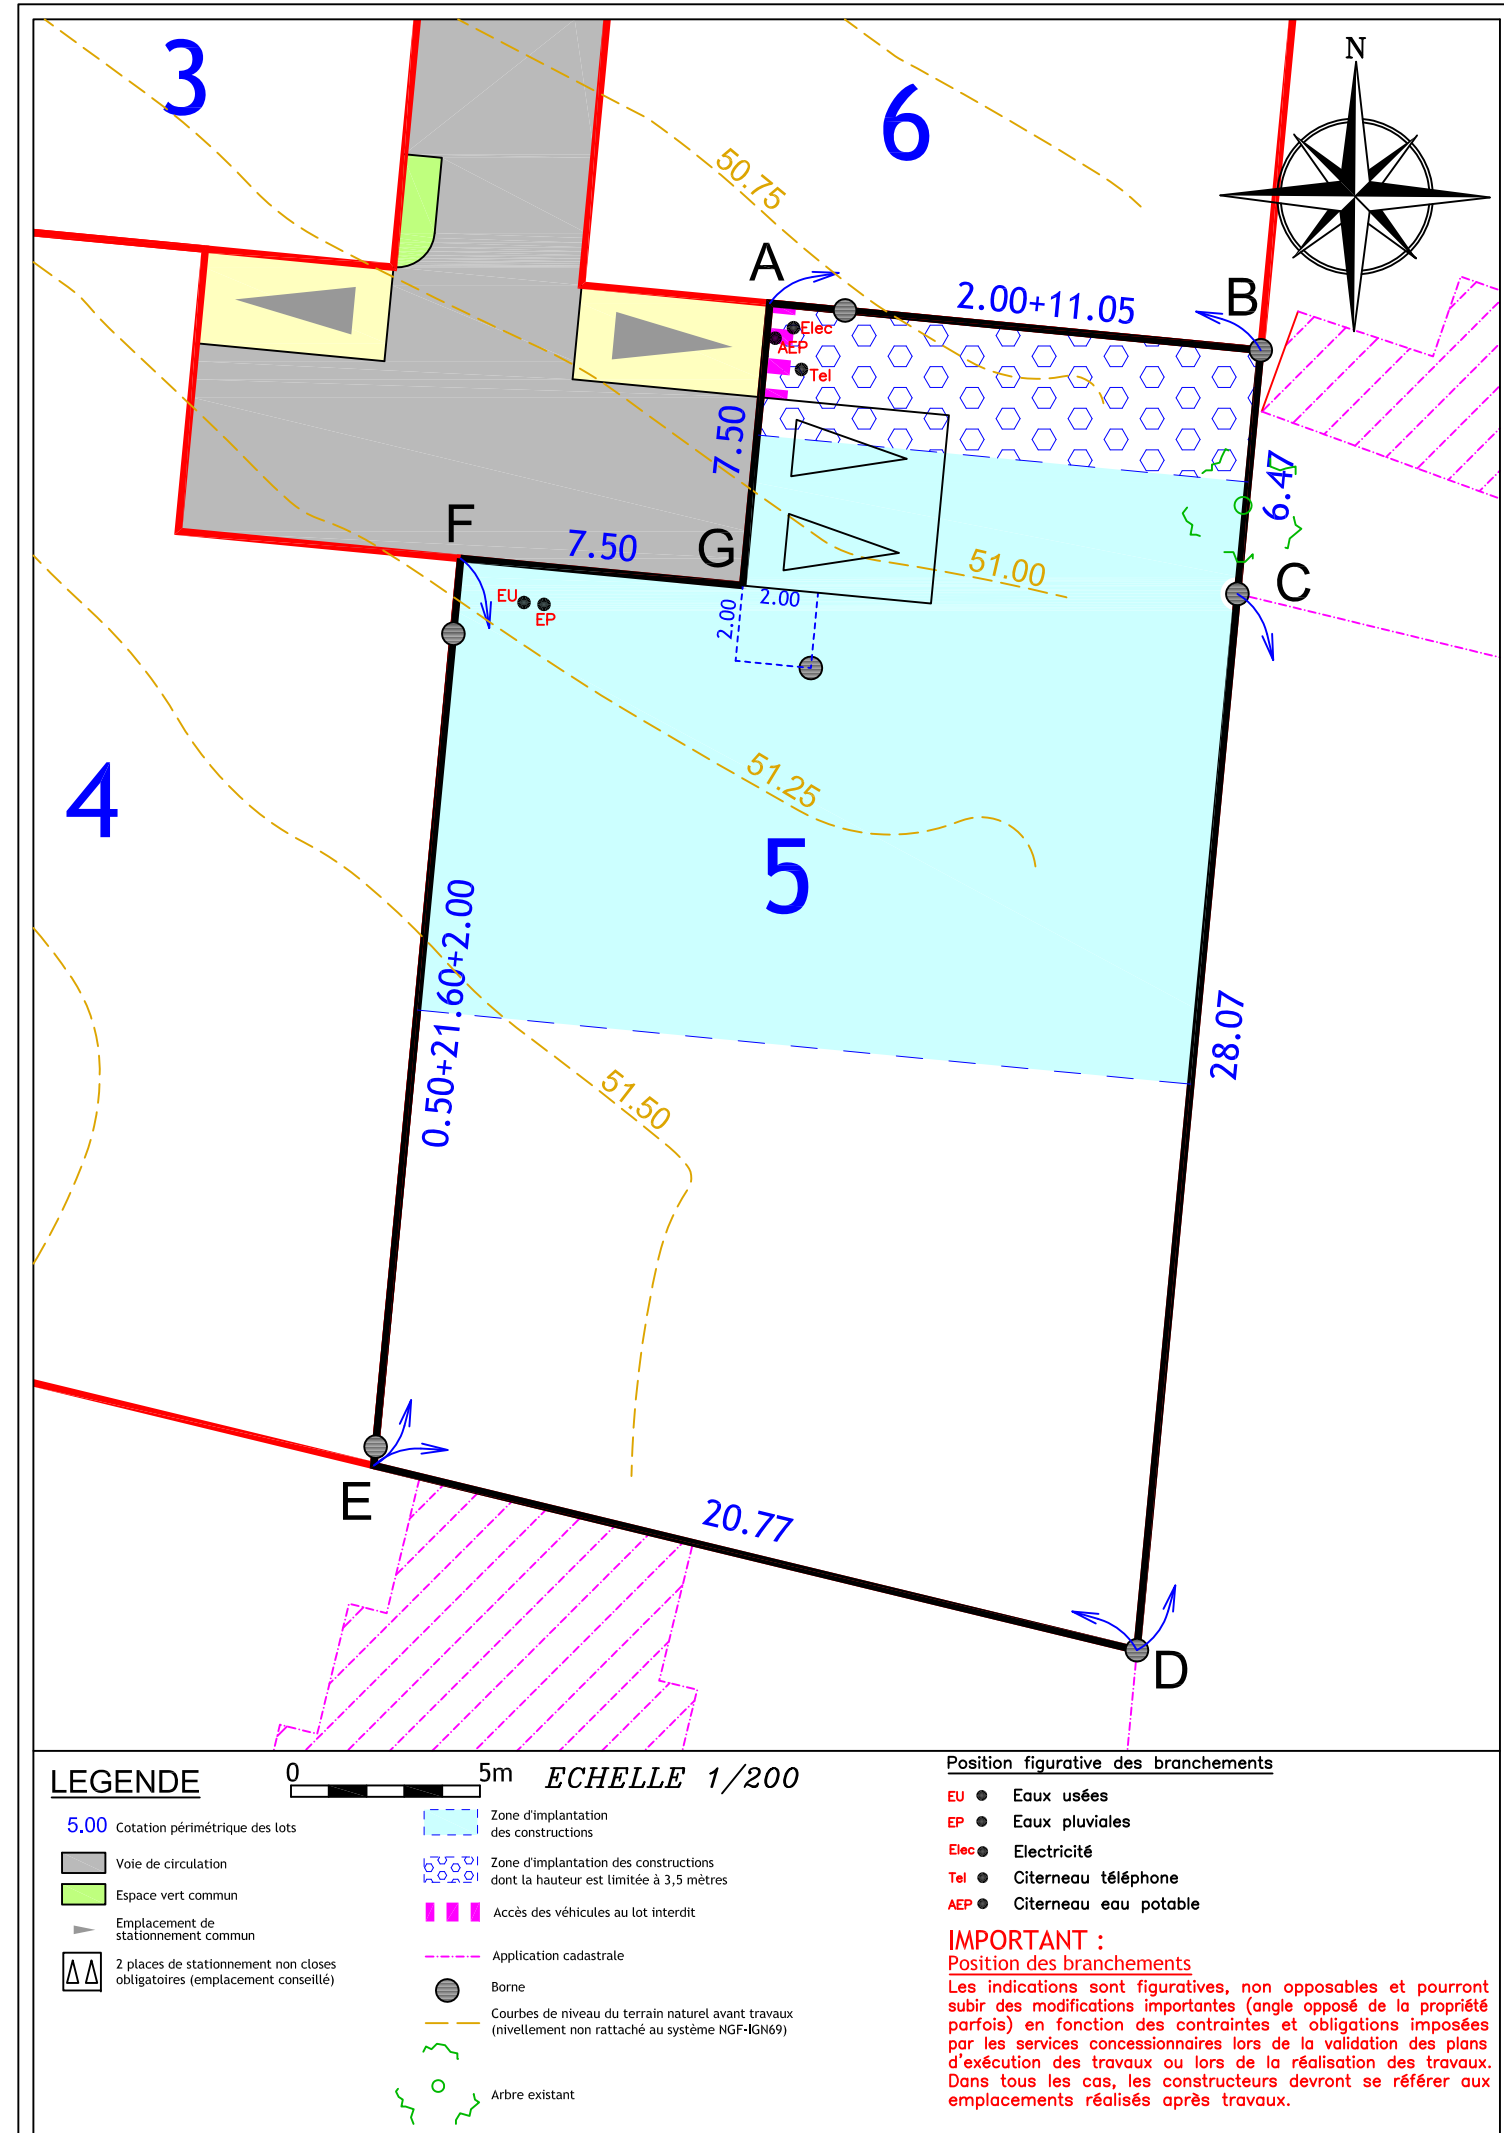 3
6
N
50.75
A
2.00+11.05
B
Elec
AEP
Tel
7.50
6.47
F
7.50
G
51.00
C
EU
EP
2.00
2.00
51.25
4
5
0.50+21.60+2.00
28.07
51.50
E
20.77
D
LEGENDE
0 5m ECHELLE 1/200
5.00 Cotation périmétrique des lots
Voie de circulation
Espace vert commun
Emplacement de
stationnement commun
2 places de stationnement non closes
obligatoires (emplacement conseillé)
Zone d'implantation
des constructions
Zone d'implantation des constructions
dont la hauteur est limitée à 3,5 mètres
Accès des véhicules au lot interdit
Application cadastrale
Borne
Courbes de niveau du terrain naturel avant travaux
(nivellement non rattaché au système NGF-IGN69)
Arbre existant
Position figurative des branchements
EU Eaux usées
EP Eaux pluviales
Elec Electricité
Tel Citerneau téléphone
AEP Citerneau eau potable
IMPORTANT :
Position des branchements
Les indications sont figuratives, non opposables et pourront
subir des modifications importantes (angle opposé de la propriété
parfois) en fonction des contraintes et obligations imposées
par les services concessionnaires lors de la validation des plans
d'exécution des travaux ou lors de la réalisation des travaux.
Dans tous les cas, les constructeurs devront se référer aux
emplacements réalisés après travaux.